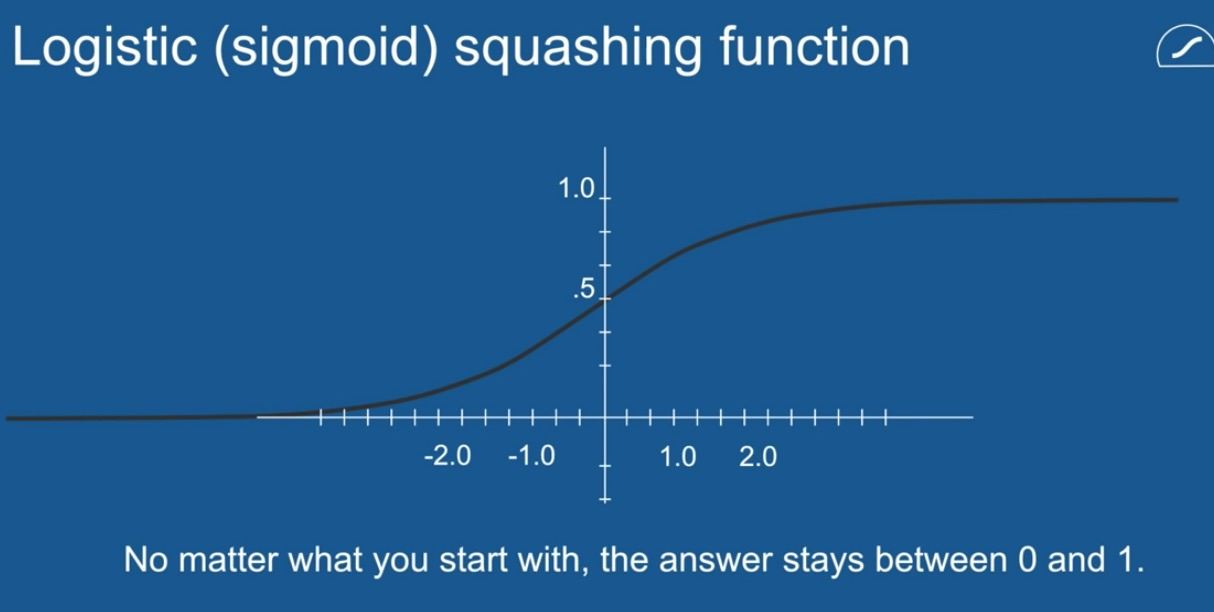 Logistic (sigmoid) squashing function
1.0
.5
-2.0 -1.0 1.0 2.0
No matter what you start with, the answer stays between 0 and 1.